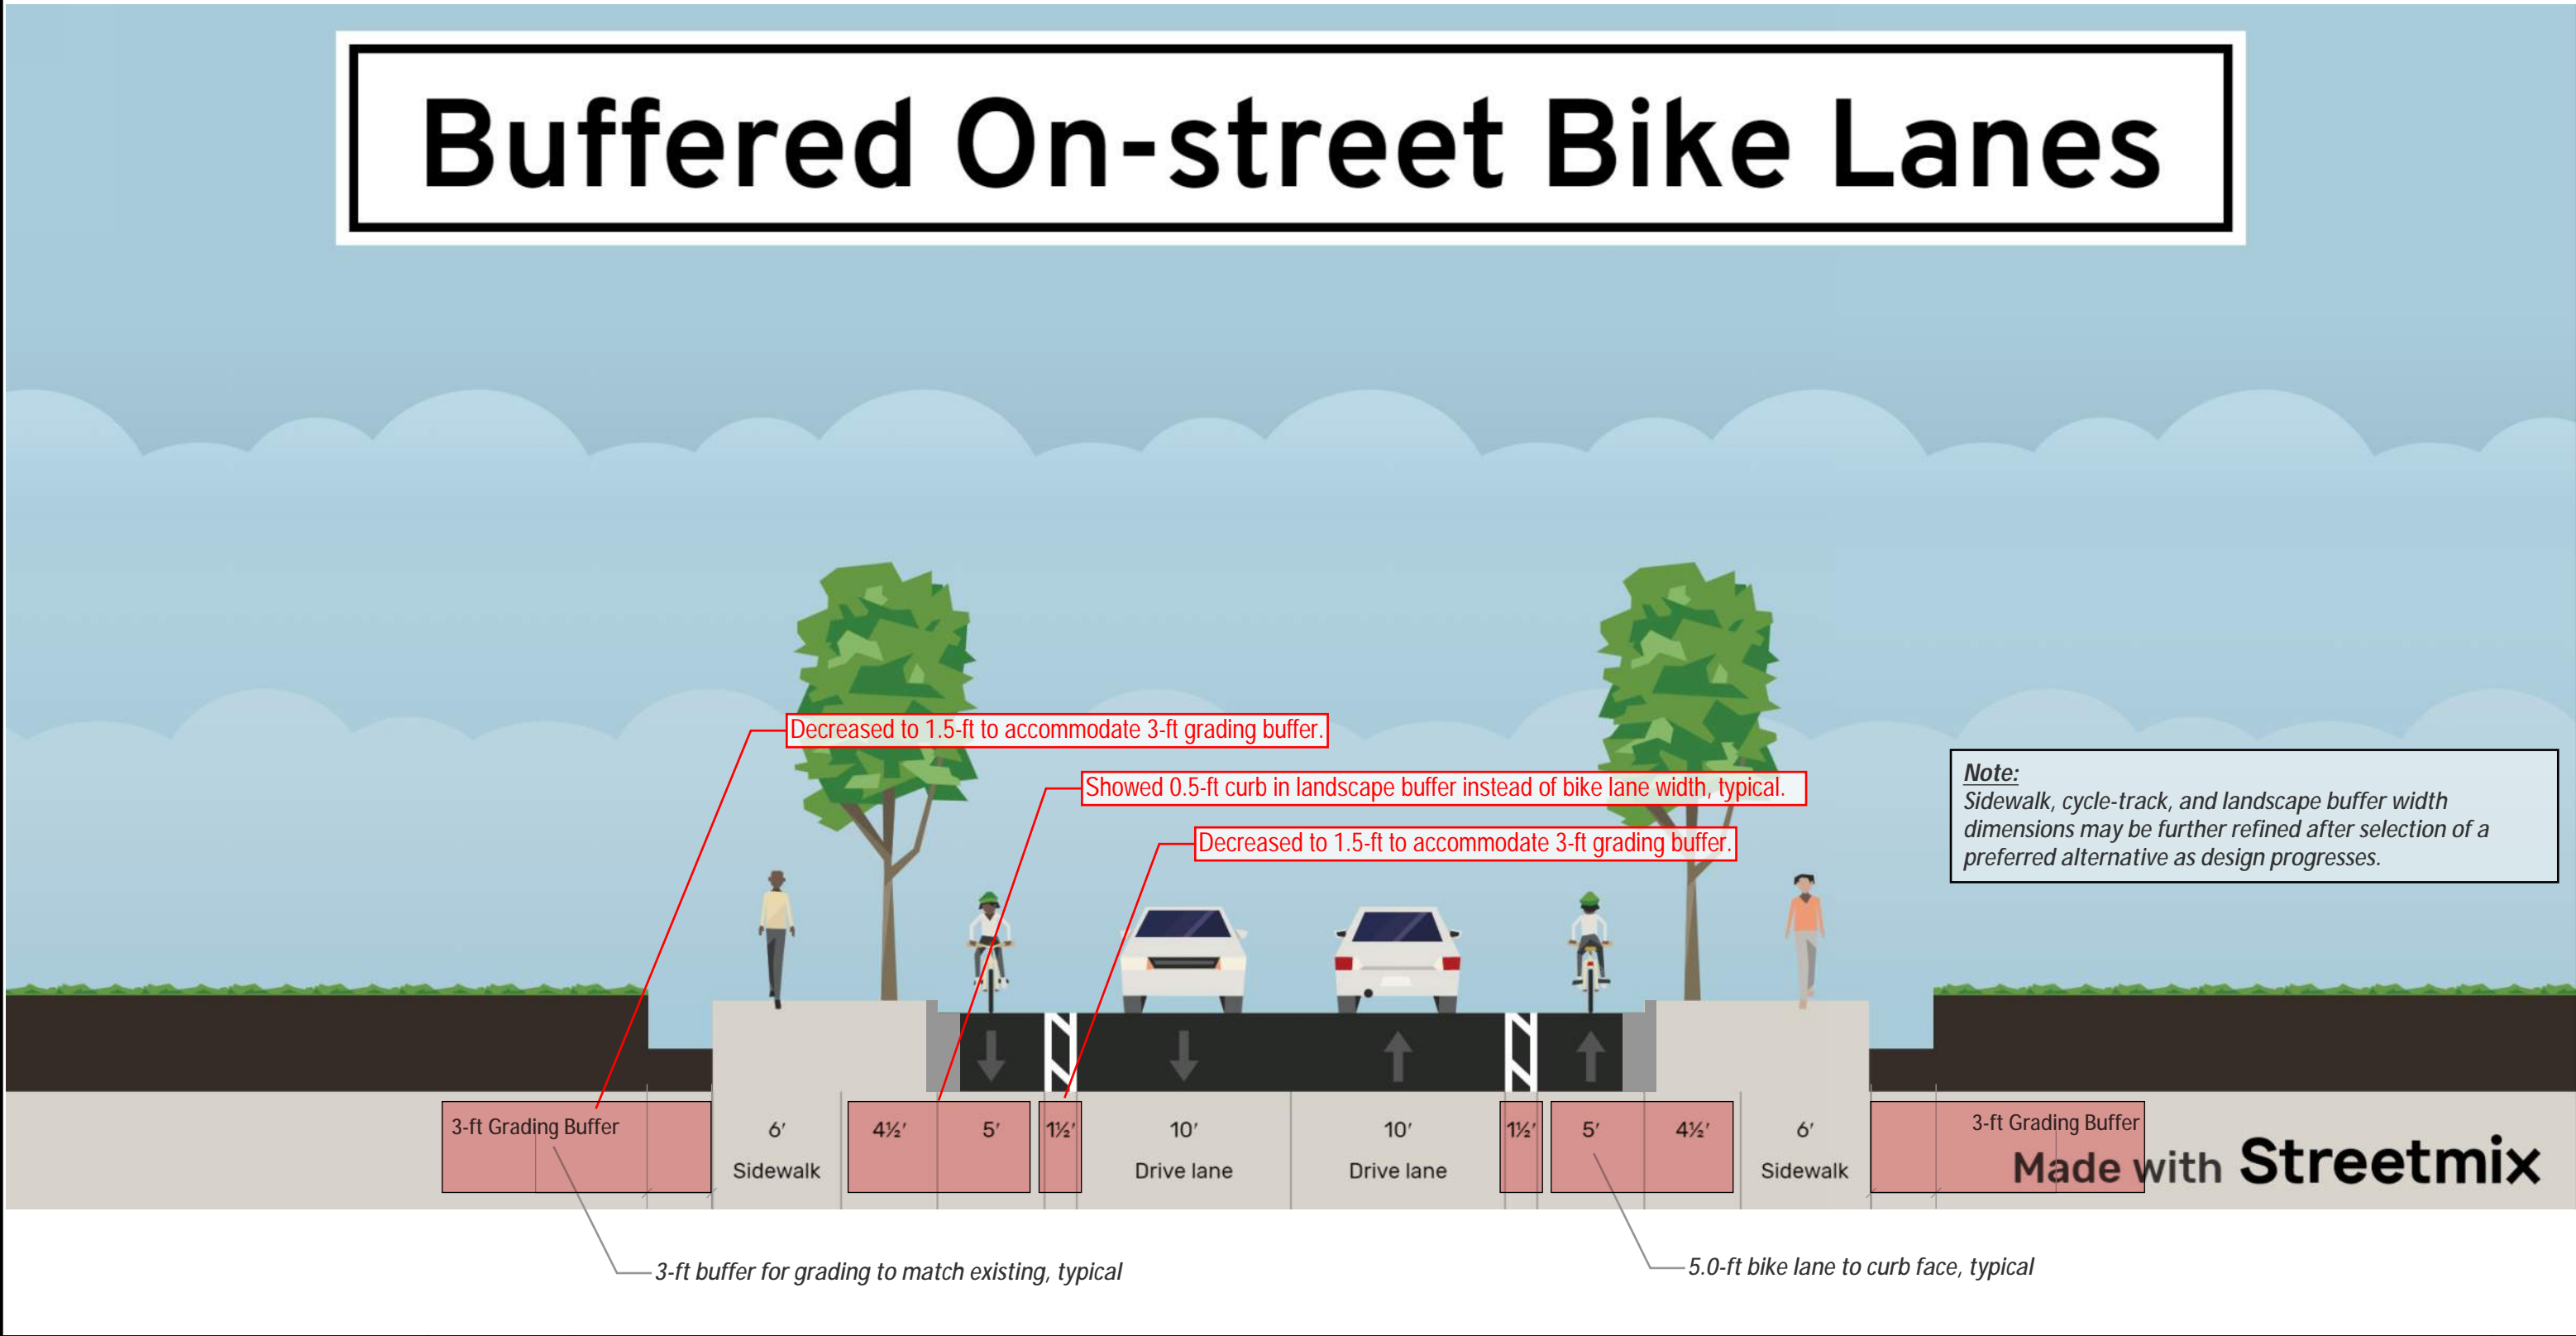 Buffered On-street Bike Lanes
Decreased to 1.5-ft to accommodate 3-ft grading buffer.
Showed 0.5-ft curb in landscape buffer instead of bike lane width, typical.
Decreased to 1.5-ft to accommodate 3-ft grading buffer.
Note:
Sidewalk, cycle-track, and landscape buffer width
dimensions may be further refined after selection of a
preferred alternative as design progresses.
3-ft Grading Buffer
6′
Sidewalk
4½′
5′
1½′
10′
Drive lane
10′
Drive lane
1½′
5′
4½′
6′
Sidewalk
3-ft Grading Buffer
Made with Streetmix
3-ft buffer for grading to match existing, typical
5.0-ft bike lane to curb face, typical